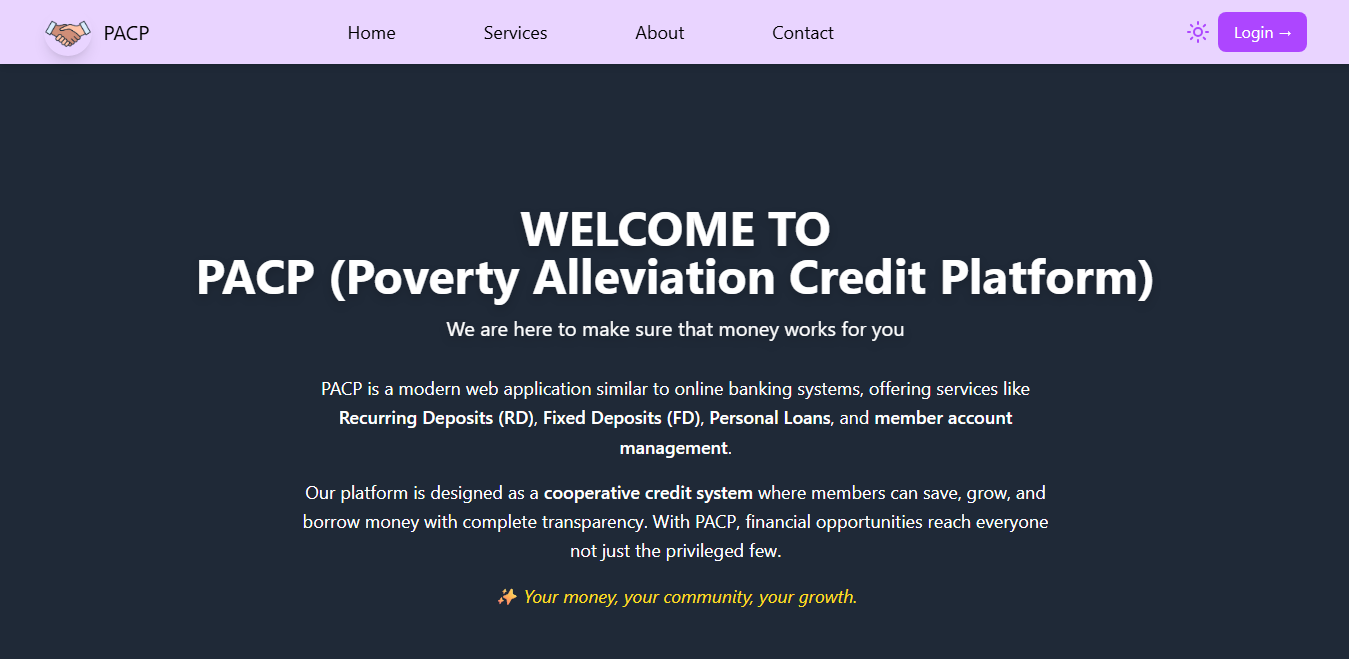 PACP
Home
Services
About
Contact
Login →
WELCOME TO
PACP (Poverty Alleviation Credit Platform)
We are here to make sure that money works for you
PACP is a modern web application similar to online banking systems, offering services like
Recurring Deposits (RD), Fixed Deposits (FD), Personal Loans, and member account
management.
Our platform is designed as a cooperative credit system where members can save, grow, and
borrow money with complete transparency. With PACP, financial opportunities reach everyone
not just the privileged few.
✨ Your money, your community, your growth.